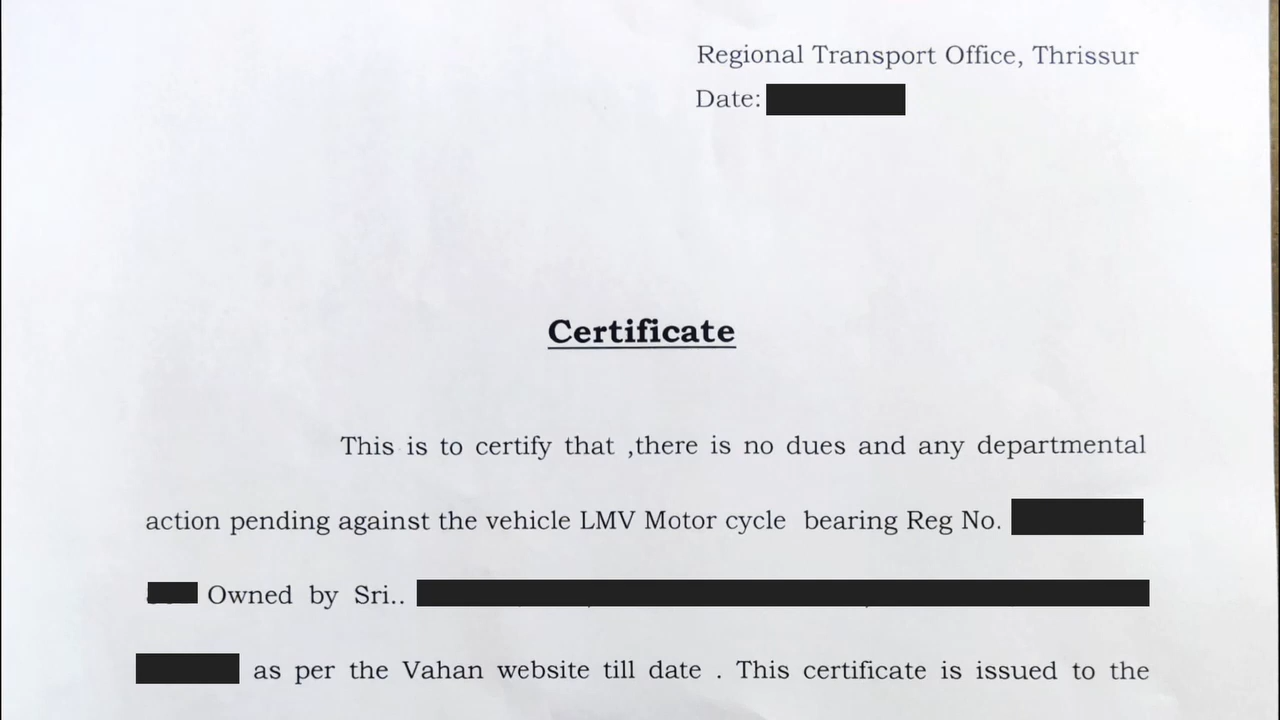 Regional Transport Office, Thrissur
Date:
Certificate
This is to certify that ,there is no dues and any departmental
action pending against the vehicle LMV Motor cycle bearing Reg No.
Owned by Sri..
as per the Vahan website till date . This certificate is issued to the